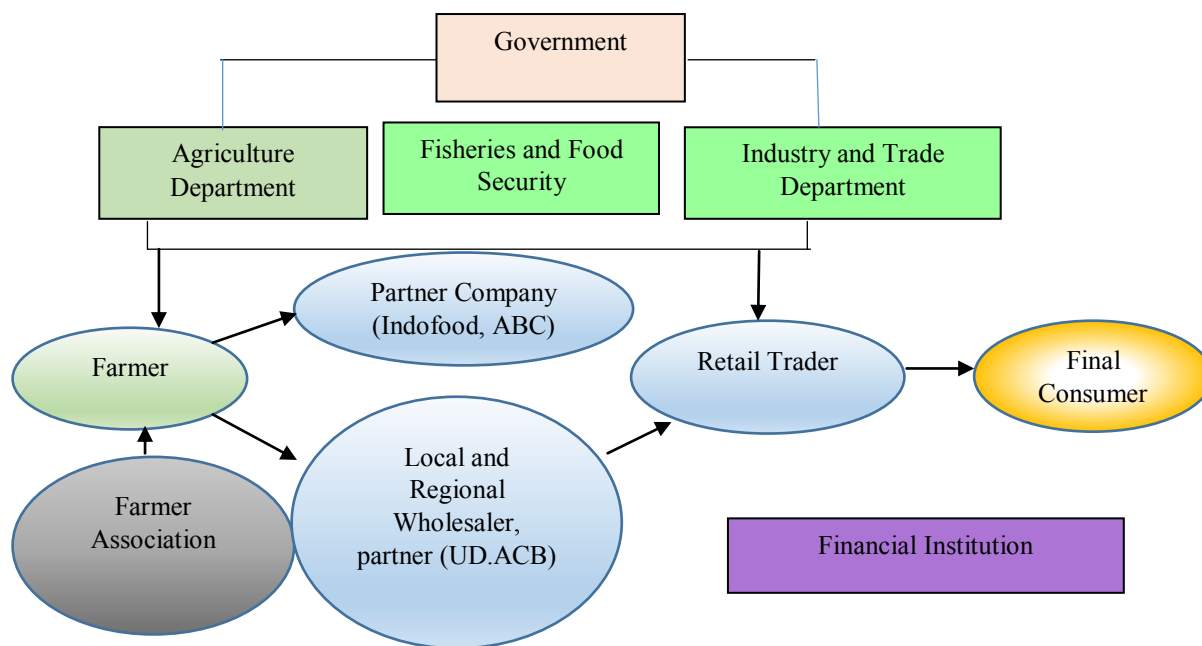 Government
Agriculture
Department
Fisheries and Food
Security
Industry and Trade
Department
Partner Company
(Indofood, ABC)
Farmer
Retail Trader
Final
Consumer
Local and
Regional
Wholesaler,
partner (UD.ACB)
Farmer
Association
Financial Institution